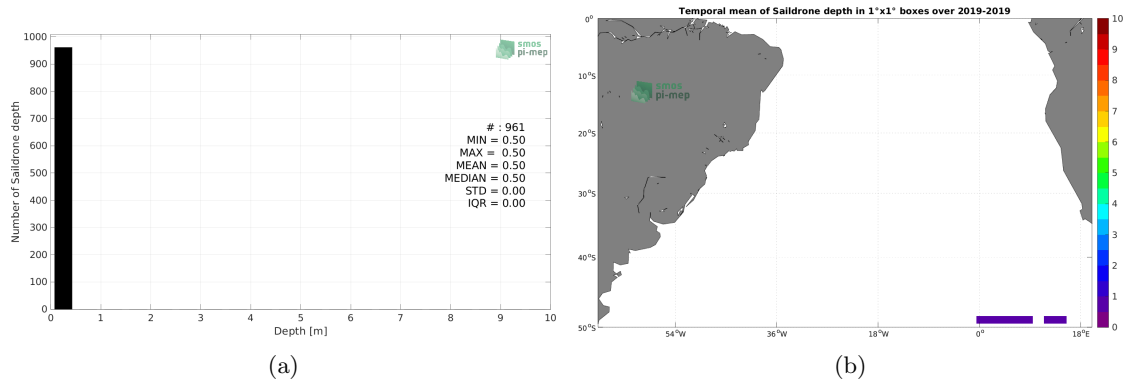 Temporal mean of Saildrone depth in 1°x1° boxes over 2019-2019
1000
900
800
700
600
500
400
300
200
100
0
Number of Saildrone depth
smos
pi-mep
# : 961
MIN = 0.50
MAX = 0.50
MEAN = 0.50
MEDIAN = 0.50
STD = 0.00
IQR = 0.00
0 1 2 3 4 5 6 7 8 9 10
Depth [m]
(a)
0°
10°S
20°S
30°S
40°S
50°S
smos
pi-mep
54°W 36°W 18°W 0° 18°E
10
9
8
7
6
5
4
3
2
1
0
(b)